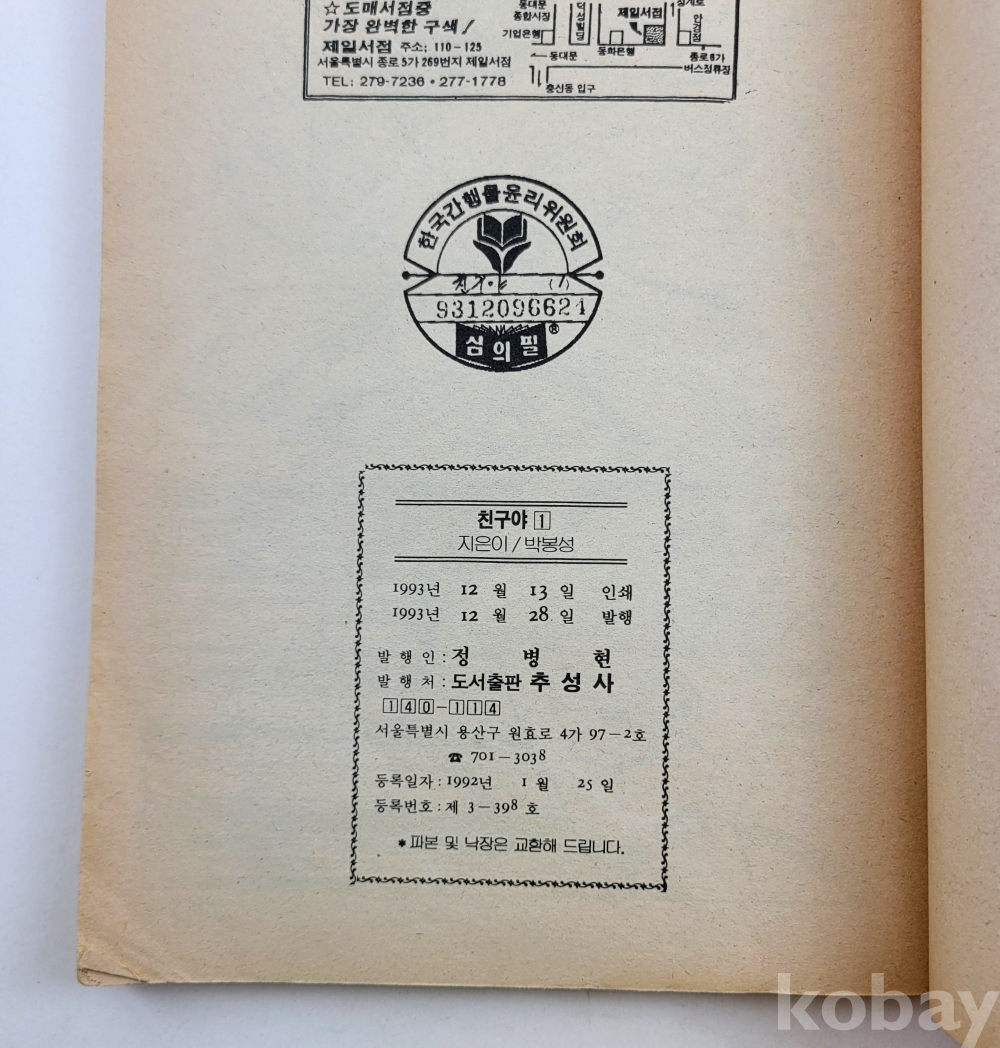 ☆ 도매서점중
가장 완벽한 구색!
제일서점 주소: 110-125
서울특별시 종로5가 269번지 제일서점
TEL: 279-7236 • 277-1778
동대문
종합시장
기업은행
덕성빌딩
제일서점
동화은행
안경점
종로6가
버스정류장
동대문
충신동 입구
한국간행물윤리위원회
친구 (1)
9312096624
심의필®
친구야 1
지은이 / 박봉성
1993년 12 월 13 일 인쇄
1993년 12 월 28 일 발행
발 행 인 : 정 병 현
발 행 처 : 도서출판 추 성 사
140-114
서울특별시 용산구 원효로 4가 97-2호
☎ 701-3038
등록일자 : 1992년 1 월 25 일
등록번호 : 제 3-398 호
* 파본 및 낙장은 교환해 드립니다.
kobay